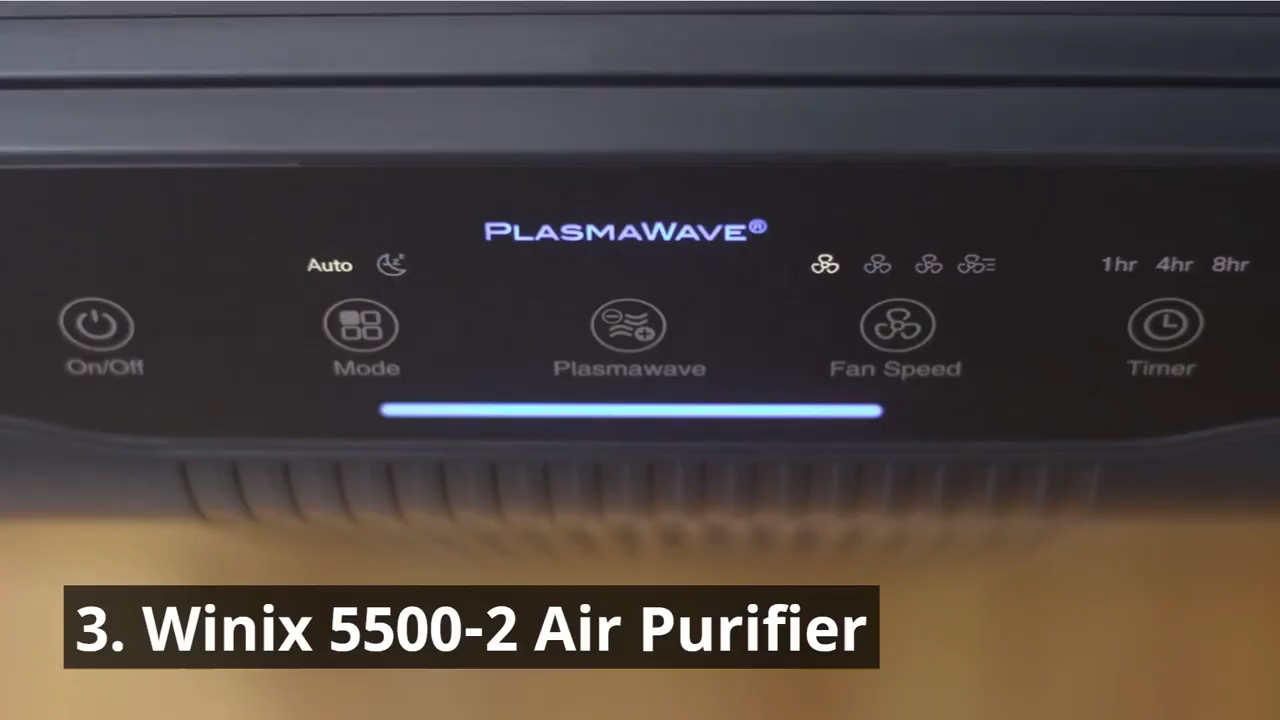 PLASMAWAVE®
Auto
1hr 4hr 8hr
On/Off
Mode
Plasmawave
Fan Speed
Timer
3. Winix 5500-2 Air Purifier